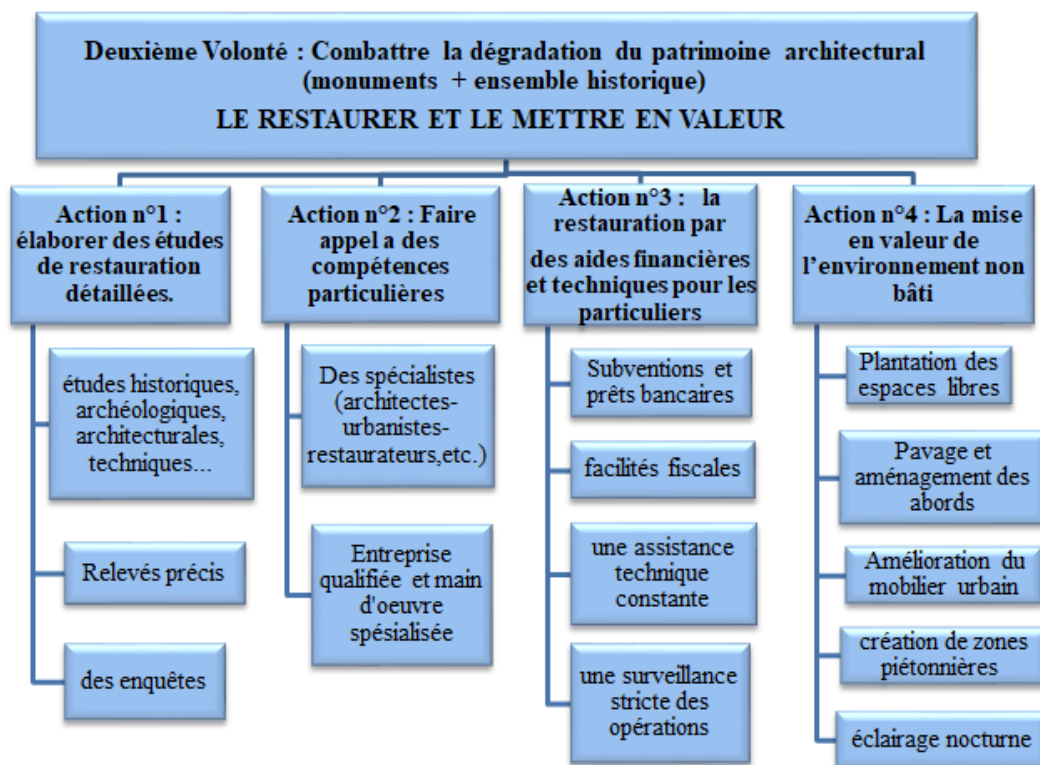 Deuxième Volonté : Combattre la dégradation du patrimoine architectural
(monuments + ensemble historique)
LE RESTAURER ET LE METTRE EN VALEUR
Action n°1 :
élaborer des études
de restauration
détaillées.
études historiques,
archéologiques,
architecturales,
techniques...
Relevés précis
des enquêtes
Action n°2 : Faire
appel a des
compétences
particulières
Des spécialistes
(architectes-
urbanistes-
restaurateurs,etc.)
Entreprise
qualifiée et main
d'oeuvre
spésialisée
Action n°3 : la
restauration par
des aides financières
et techniques pour les
particuliers
Subventions et
prêts bancaires
facilités fiscales
une assistance
technique
constante
une surveillance
stricte des
opérations
Action n°4 : La mise
en valeur de
l'environnement non
bâti
Plantation des
espaces libres
Pavage et
aménagement des
abords
Amélioration du
mobilier urbain
création de zones
piétonnières
éclairage nocturne